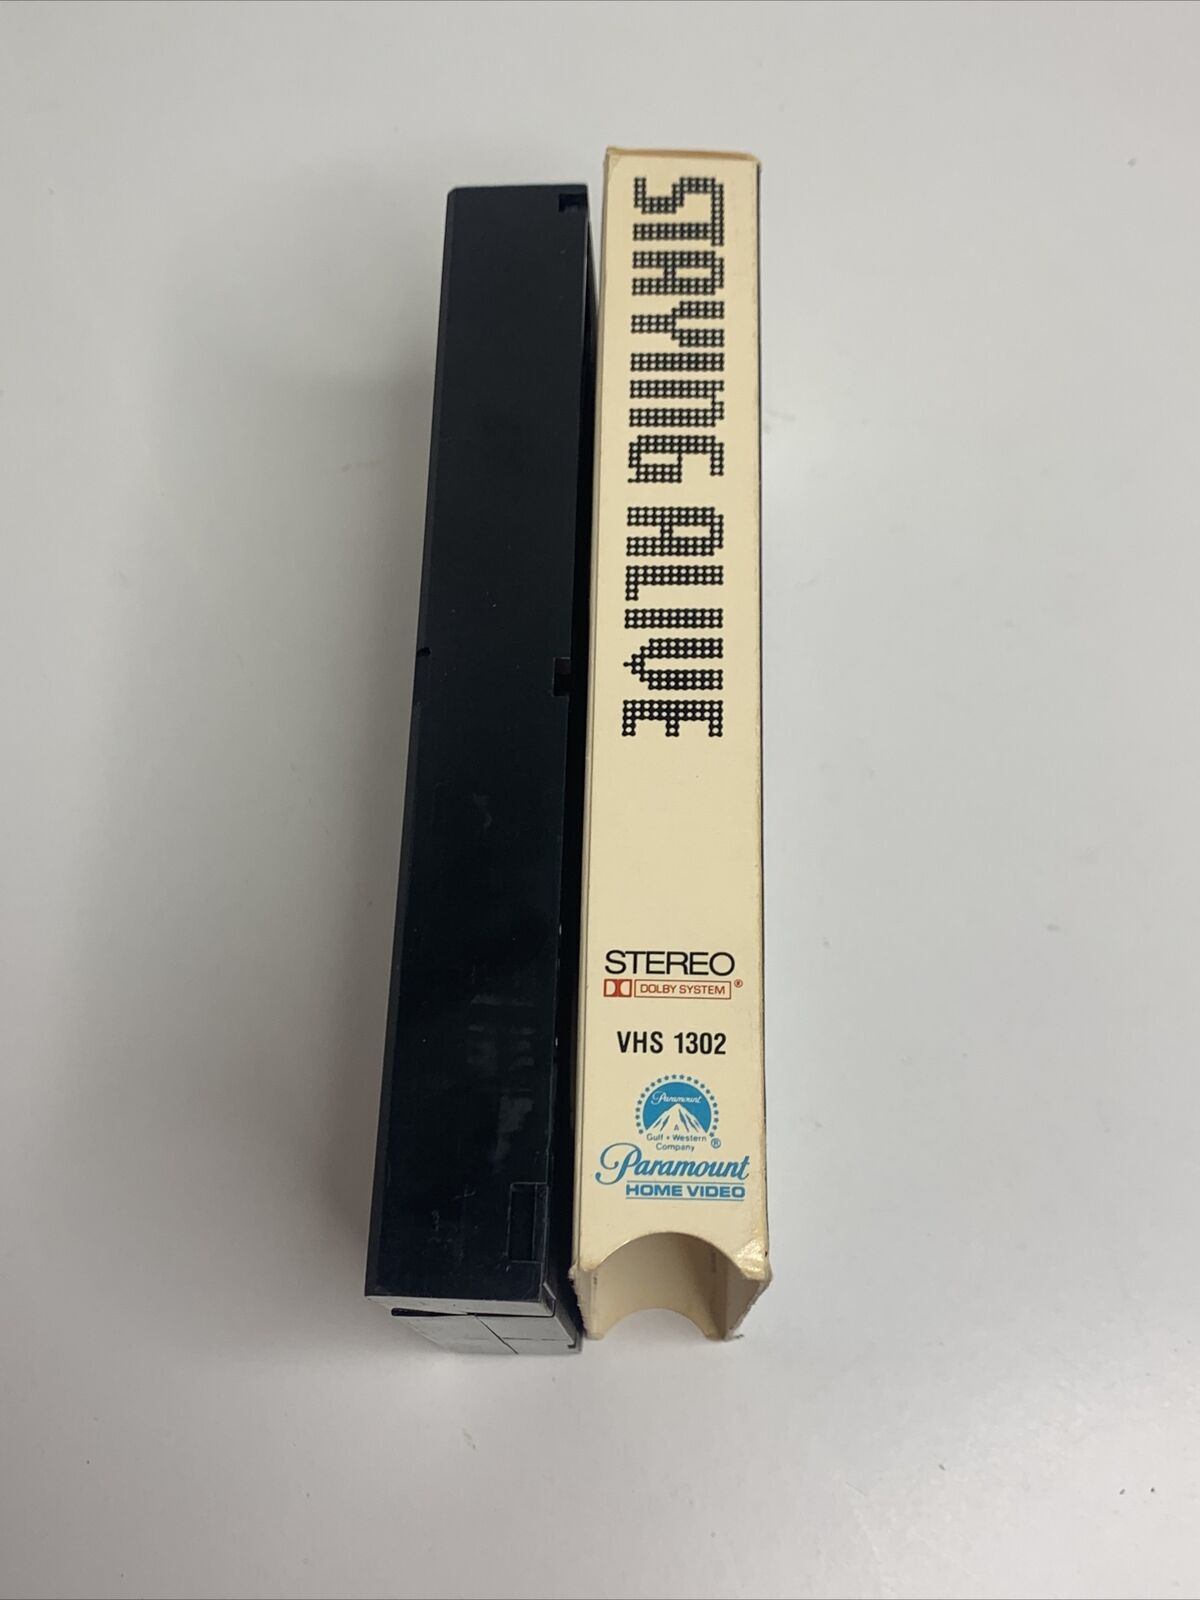 STAYING ALIVE
STEREO
DOLBY SYSTEM ®
VHS 1302
Paramount
A
Gulf + Western
Company ®
Paramount
HOME VIDEO